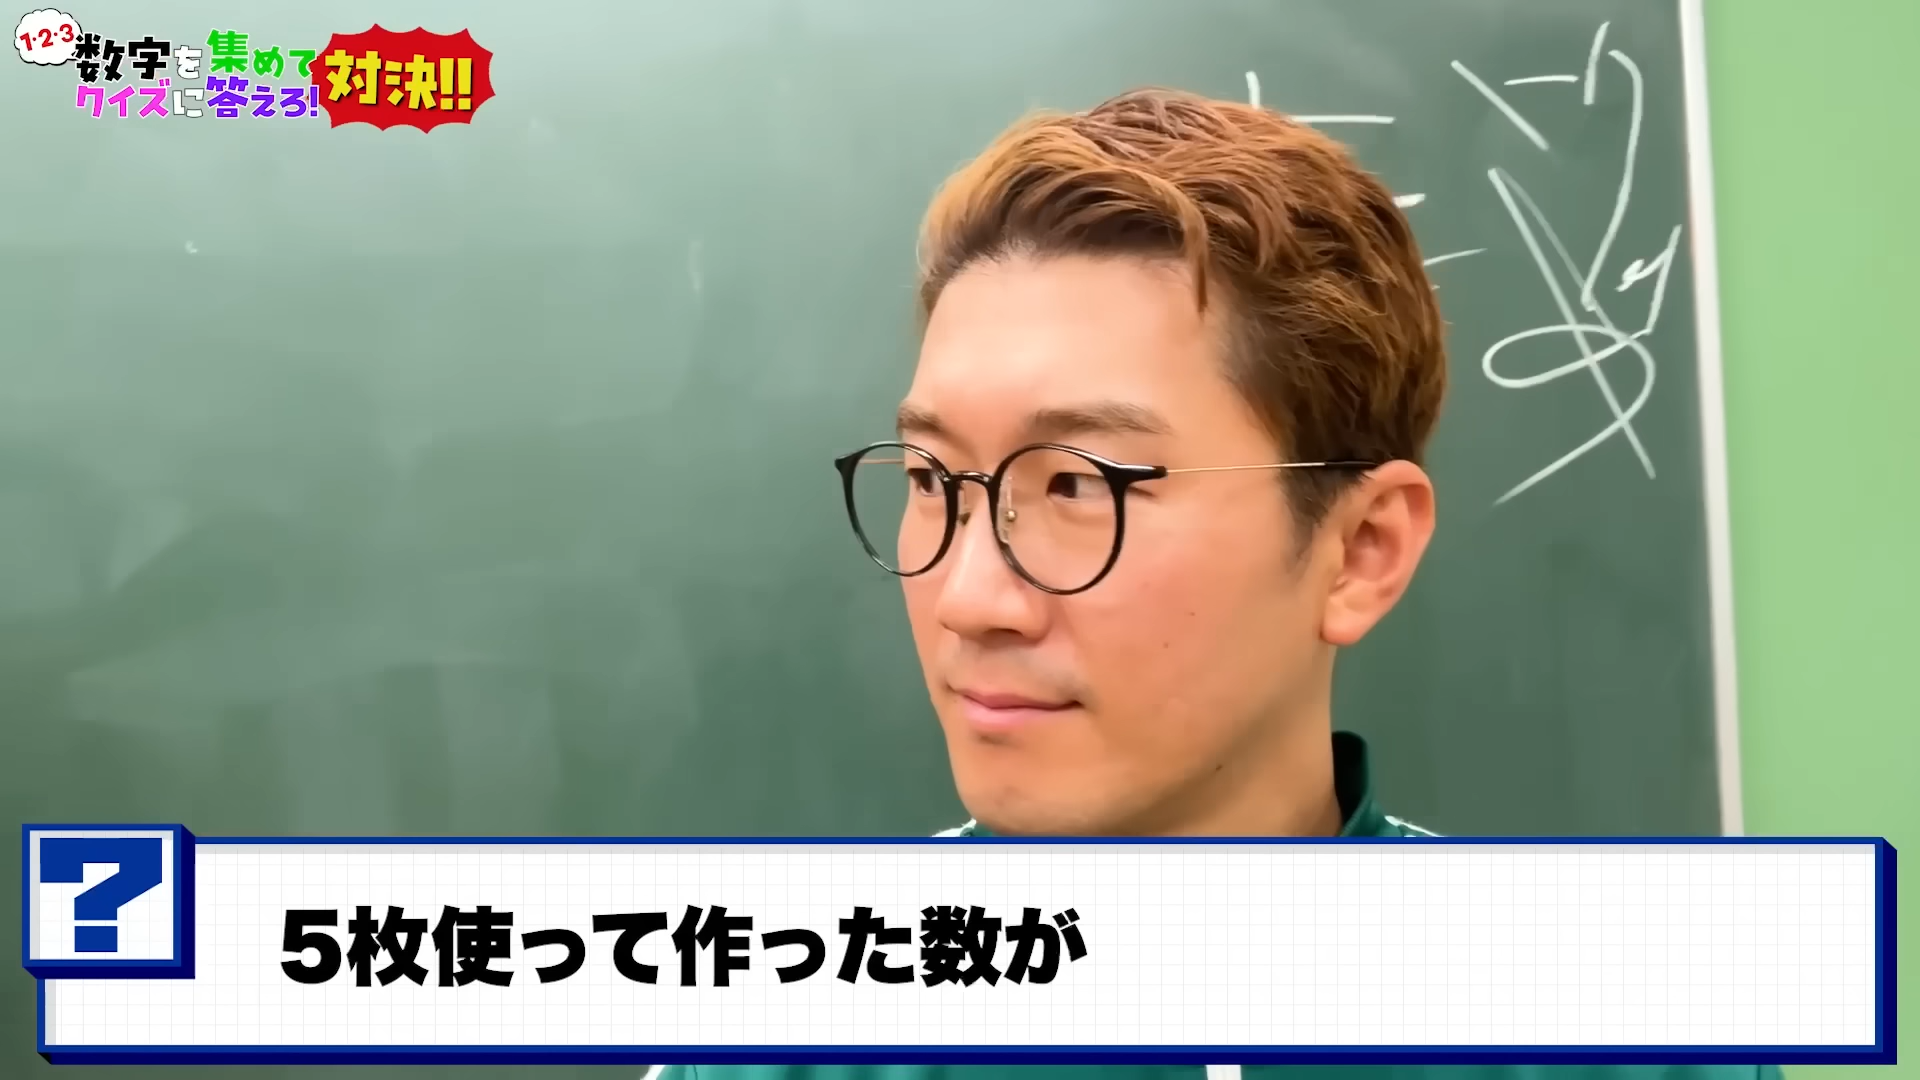 1・2・3
数字を集めて
クイズに答えろ!
対決!!
?
5枚使って作った数が